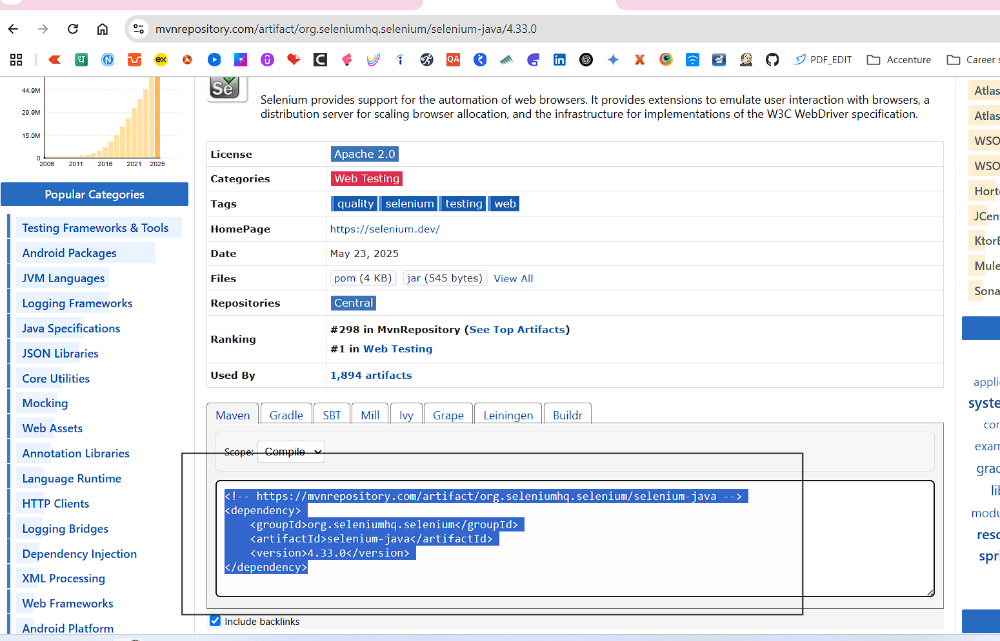 mvnrepository.com/artifact/org.seleniumhq.selenium/selenium-java/4.33.0
धा
N
ex
QA
in
X
PDF_EDIT
Accenture
Career
44.9M
29.9M
15.0M
0
2006 2011 2016 2021 2025
Popular Categories
Testing Frameworks & Tools
Android Packages
JVM Languages
Logging Frameworks
Java Specifications
JSON Libraries
Core Utilities
Mocking
Web Assets
Annotation Libraries
Language Runtime
HTTP Clients
Logging Bridges
Dependency Injection
XML Processing
Web Frameworks
Android Platform
Se
Selenium provides support for the automation of web browsers. It provides extensions to emulate user interaction with browsers, a
distribution server for scaling browser allocation, and the infrastructure for implementations of the W3C WebDriver specification.
License Apache 2.0
Categories Web Testing
Tags quality selenium testing web
HomePage https://selenium.dev/
Date May 23, 2025
Files pom (4 KB) jar (545 bytes) View All
Repositories Central
Ranking #298 in MvnRepository (See Top Artifacts)
#1 in Web Testing
Used By 1,894 artifacts
Maven Gradle SBT Mill Ivy Grape Leiningen Buildr
Scope: Compile
<!-- https://mvnrepository.com/artifact/org.seleniumhq.selenium/selenium-java -->
<dependency>
<groupId>org.seleniumhq.selenium</groupId>
<artifactId>selenium-java</artifactId>
<version>4.33.0</version>
</dependency>
Include backlinks
Atlas
Atlas
WSO
WSO
Hort
JCen
Ktor
Mule
Sona
applic
syste
con
exam
grad
lib
modu
reso
spri